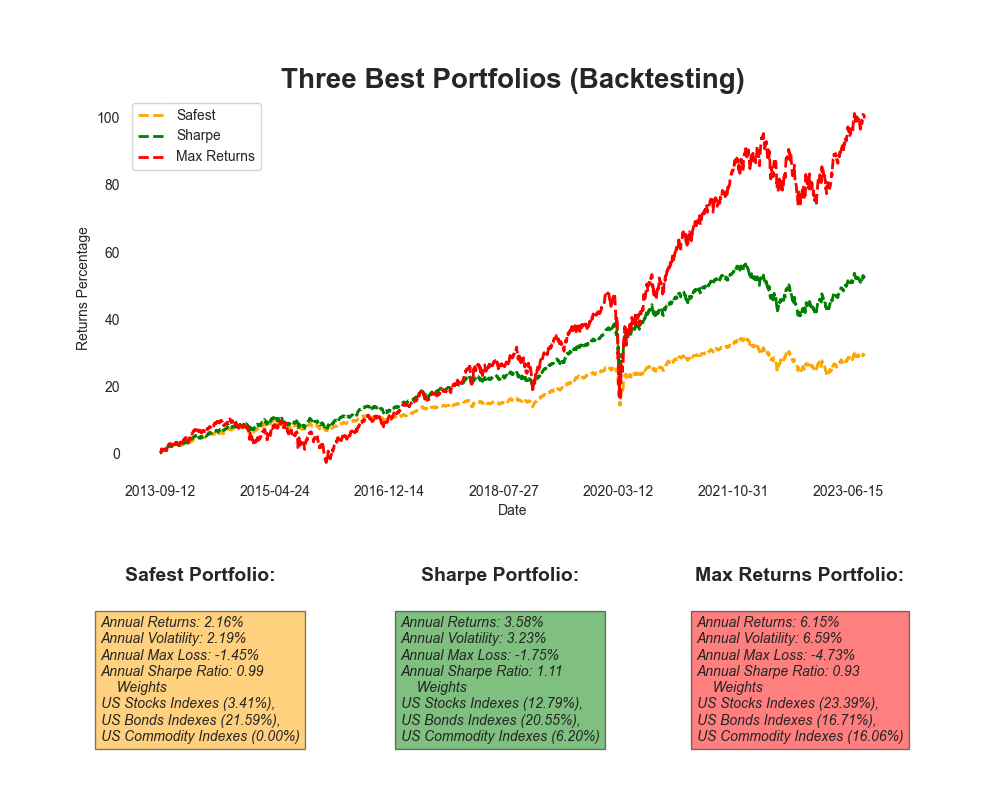 Three Best Portfolios (Backtesting)
Safest
Sharpe
Max Returns
100
80
60
40
20
0
Returns Percentage
2013-09-12
2015-04-24
2016-12-14
2018-07-27
2020-03-12
2021-10-31
2023-06-15
Date
Safest Portfolio:
Annual Returns: 2.16%
Annual Volatility: 2.19%
Annual Max Loss: -1.45%
Annual Sharpe Ratio: 0.99
Weights
US Stocks Indexes (3.41%),
US Bonds Indexes (21.59%),
US Commodity Indexes (0.00%)
Sharpe Portfolio:
Annual Returns: 3.58%
Annual Volatility: 3.23%
Annual Max Loss: -1.75%
Annual Sharpe Ratio: 1.11
Weights
US Stocks Indexes (12.79%),
US Bonds Indexes (20.55%),
US Commodity Indexes (6.20%)
Max Returns Portfolio:
Annual Returns: 6.15%
Annual Volatility: 6.59%
Annual Max Loss: -4.73%
Annual Sharpe Ratio: 0.93
Weights
US Stocks Indexes (23.39%),
US Bonds Indexes (16.71%),
US Commodity Indexes (16.06%)